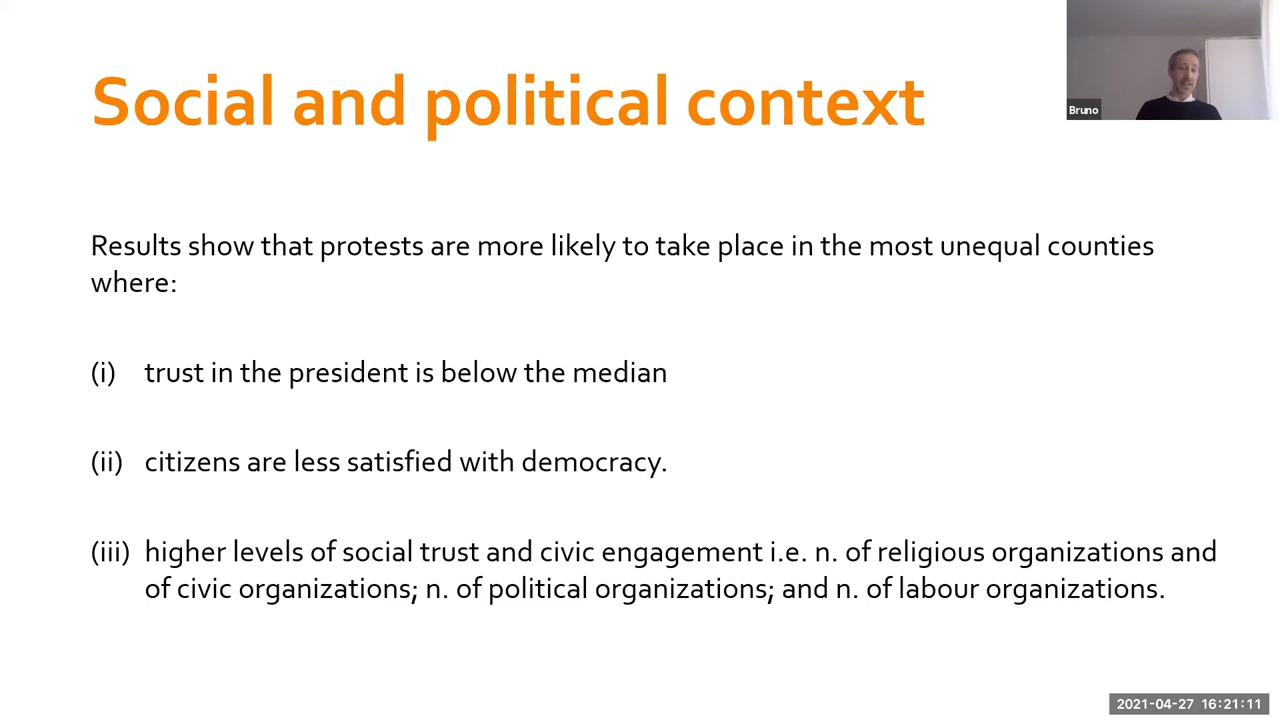 Social and political context
Bruno
Results show that protests are more likely to take place in the most unequal counties
where:
(i) trust in the president is below the median
(ii) citizens are less satisfied with democracy.
(iii) higher levels of social trust and civic engagement i.e. n. of religious organizations and
of civic organizations; n. of political organizations; and n. of labour organizations.
2021-04-27 16:21:11